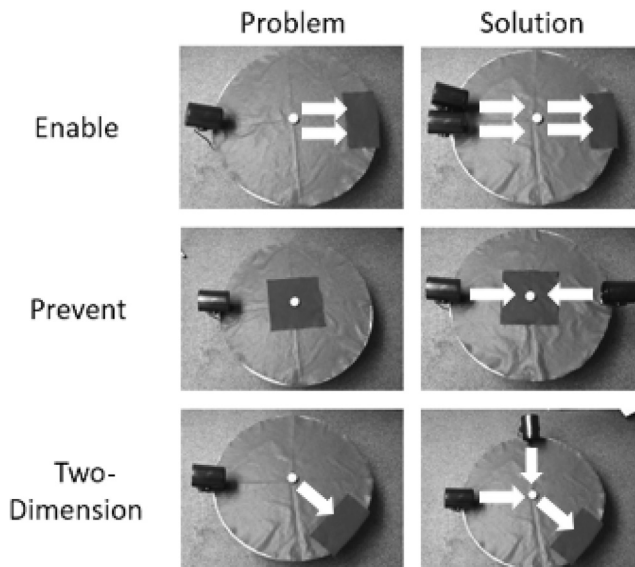 Problem
Solution
Enable
Prevent
Two-
Dimension